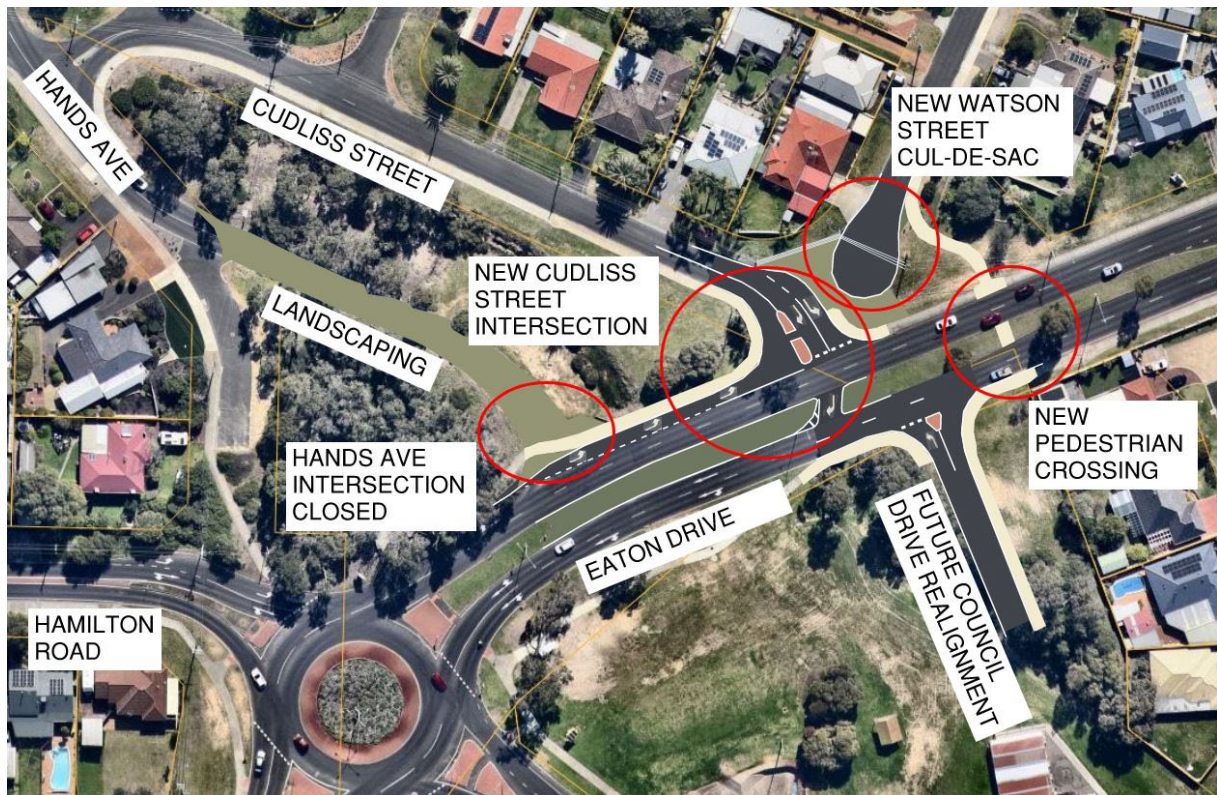 HANDS AVE
CUDLISS STREET
NEW WATSON
STREET
CUL-DE-SAC
NEW CUDLISS
STREET
INTERSECTION
LANDSCAPING
HANDS AVE
INTERSECTION
CLOSED
EATON DRIVE
NEW
PEDESTRIAN
CROSSING
FUTURE COUNCIL
DRIVE REALIGNMENT
HAMILTON
ROAD